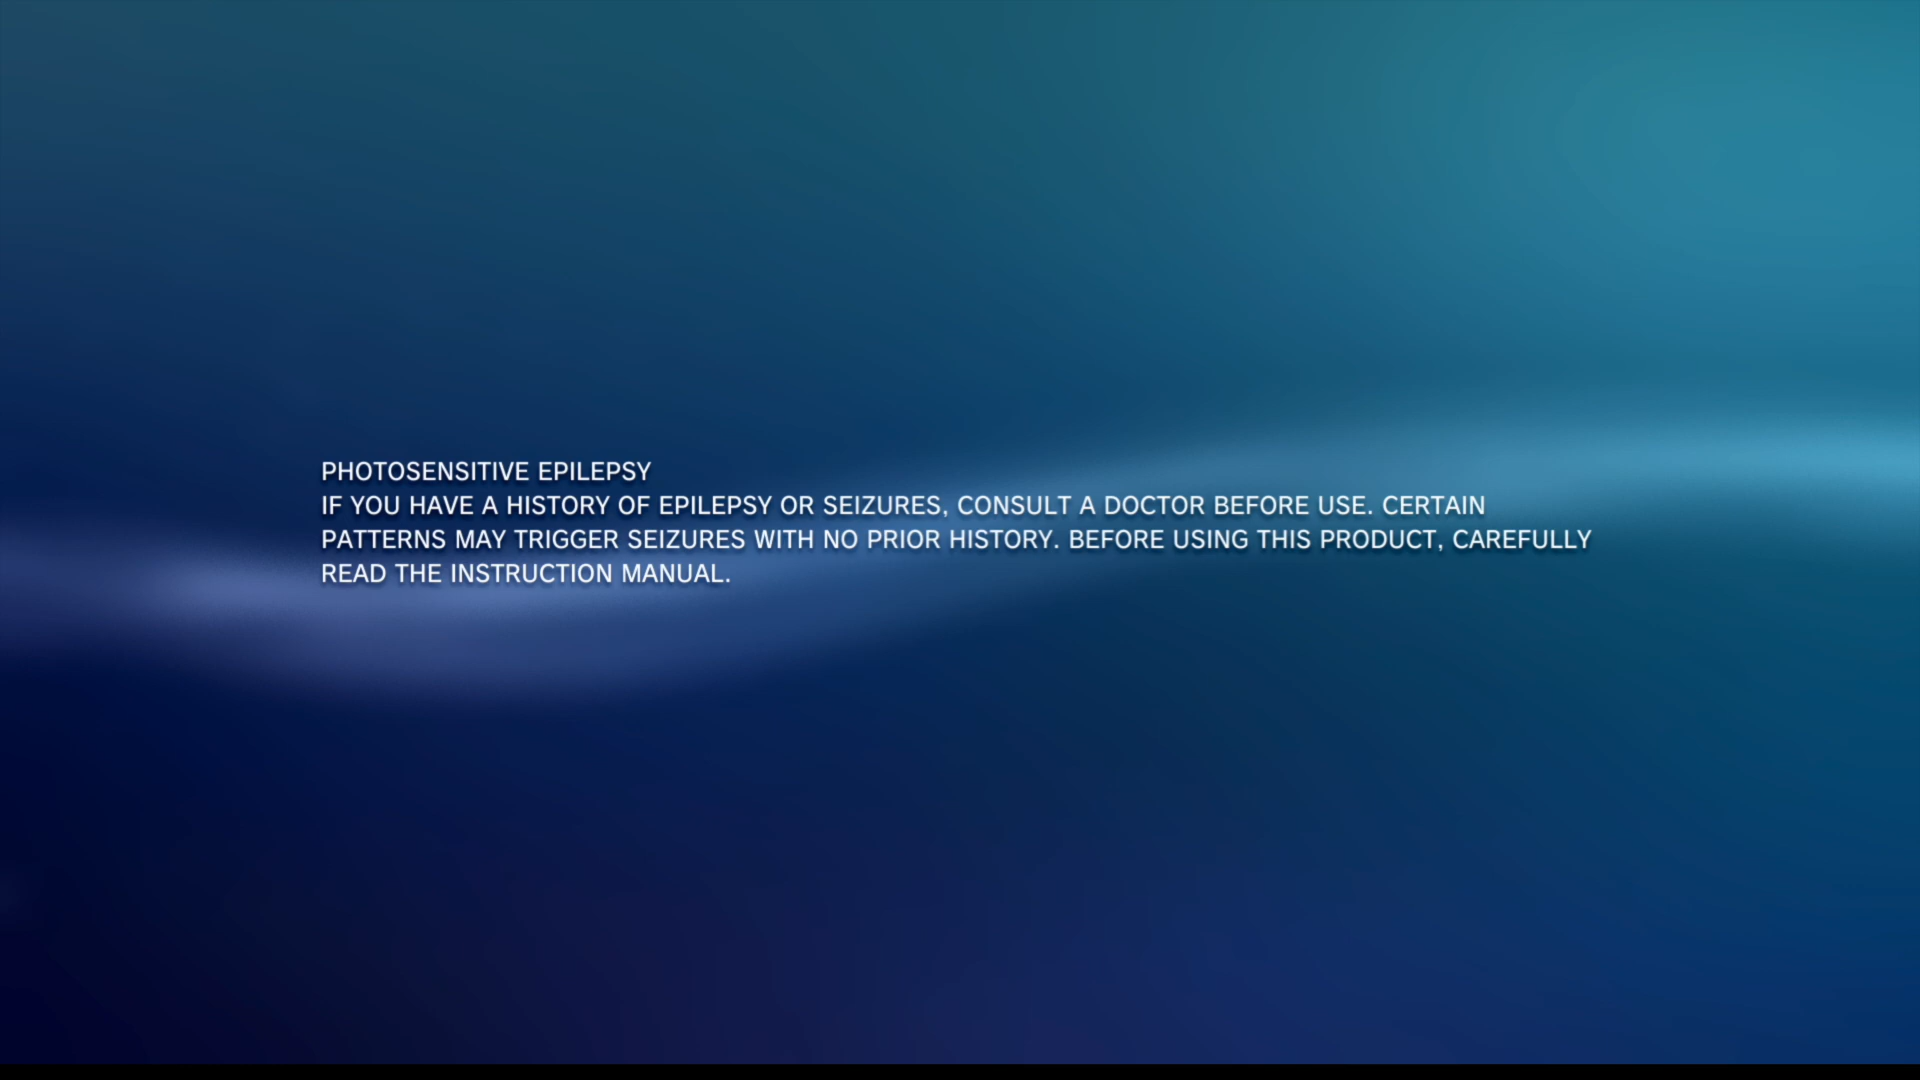 PHOTOSENSITIVE EPILEPSY
IF YOU HAVE A HISTORY OF EPILEPSY OR SEIZURES, CONSULT A DOCTOR BEFORE USE. CERTAIN
PATTERNS MAY TRIGGER SEIZURES WITH NO PRIOR HISTORY. BEFORE USING THIS PRODUCT, CAREFULLY
READ THE INSTRUCTION MANUAL.